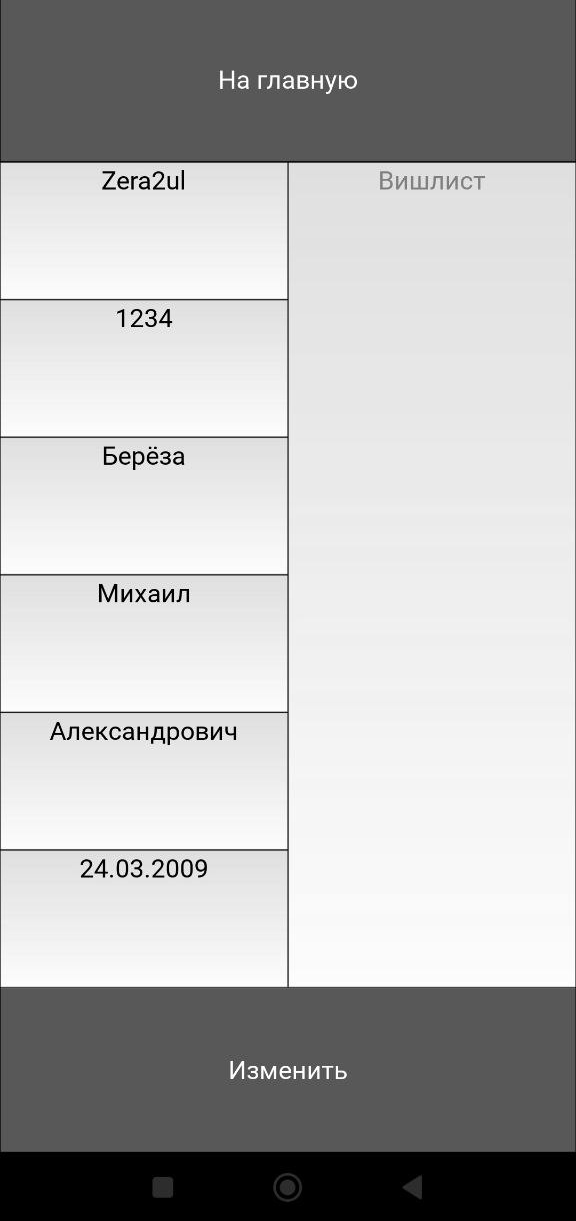 На главную
Zera2ul
Вишлист
1234
Берёза
Михаил
Александрович
24.03.2009
Изменить